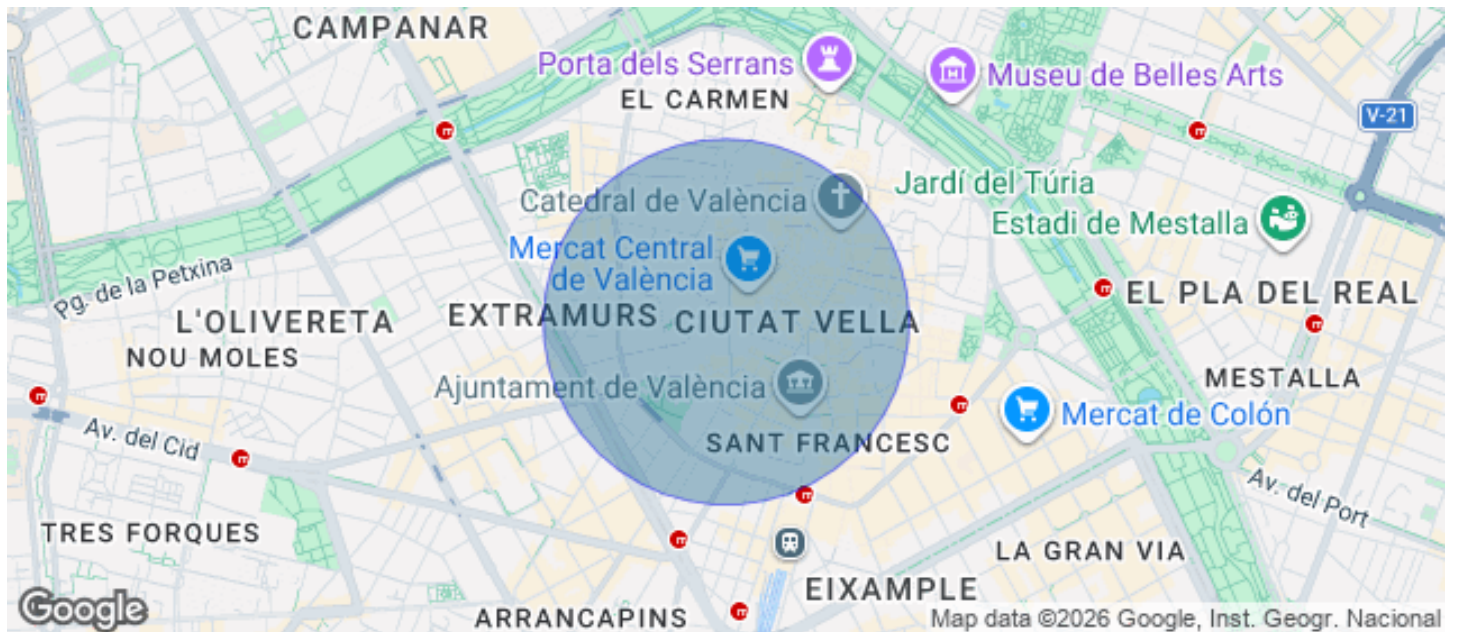 CAMPANAR
Porta dels Serrans
Museu de Belles Arts
EL CARMEN
V-21
Catedral de València
Jardí del Túria
Estadi de Mestalla
Mercat Central
de València
Pg. de la Petxina
EL PLA DEL REAL
L'OLIVERETA
EXTRAMURS
CIUTAT VELLA
NOU MOLES
MESTALLA
Ajuntament de València
Mercat de Colón
Av. del Cid
SANT FRANCESC
Av. del Port
TRES FORQUES
LA GRAN VIA
EIXAMPLE
Google
ARRANCAPINS
Map data ©2026 Google, Inst. Geogr. Nacional